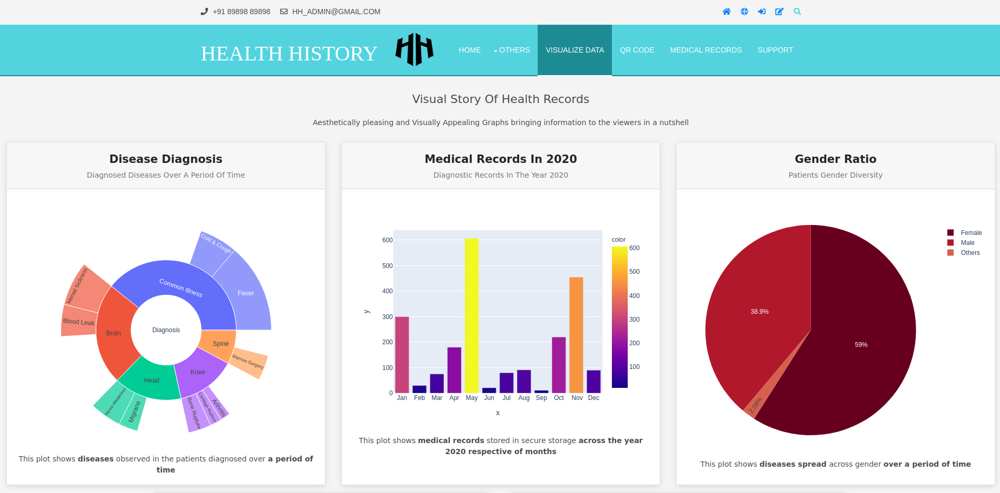 +91 89898 89898 HH_ADMIN@GMAIL.COM
HEALTH HISTORY HH HOME OTHERS VISUALIZE DATA QR CODE MEDICAL RECORDS SUPPORT
Visual Story Of Health Records
Aesthetically pleasing and Visually Appealing Graphs bringing information to the viewers in a nutshell
Disease Diagnosis
Diagnosed Diseases Over A Period Of Time
Cold & Cough
Fever
Common Illness
Mental Sickness
Blood Leak
Brain
Diagnosis
Spine
Marrow Surgery
Knee
Head
Nerve Weakness
Migrane
Bone Rupture
Cartilage Rupture
Arthritis
This plot shows diseases observed in the patients diagnosed over a period of
time
Medical Records In 2020
Diagnostic Records In The Year 2020
600
500
400
300
200
100
0
y
Jan Feb Mar Apr May Jun Jul Aug Sep Oct Nov Dec
x
color
600
500
400
300
200
100
This plot shows medical records stored in secure storage across the year
2020 respective of months
Gender Ratio
Patients Gender Diversity
Female
Male
Others
38.9%
59%
2.08%
This plot shows diseases spread across gender over a period of time